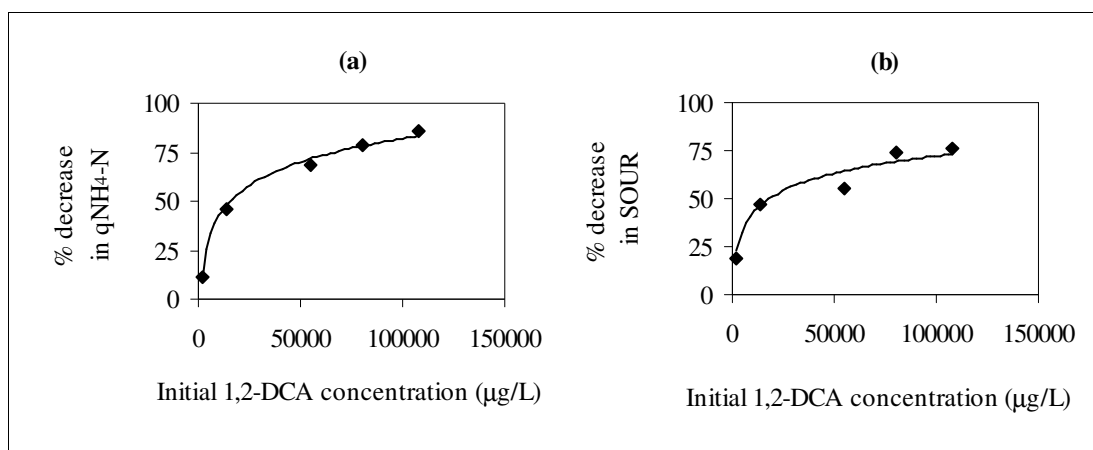 (a)
% decrease
in qNH4-N
100
75
50
25
0
0 50000 100000 150000
Initial 1,2-DCA concentration (µg/L)
(b)
% decrease
in SOUR
100
75
50
25
0
0 50000 100000 150000
Initial 1,2-DCA concentration (µg/L)